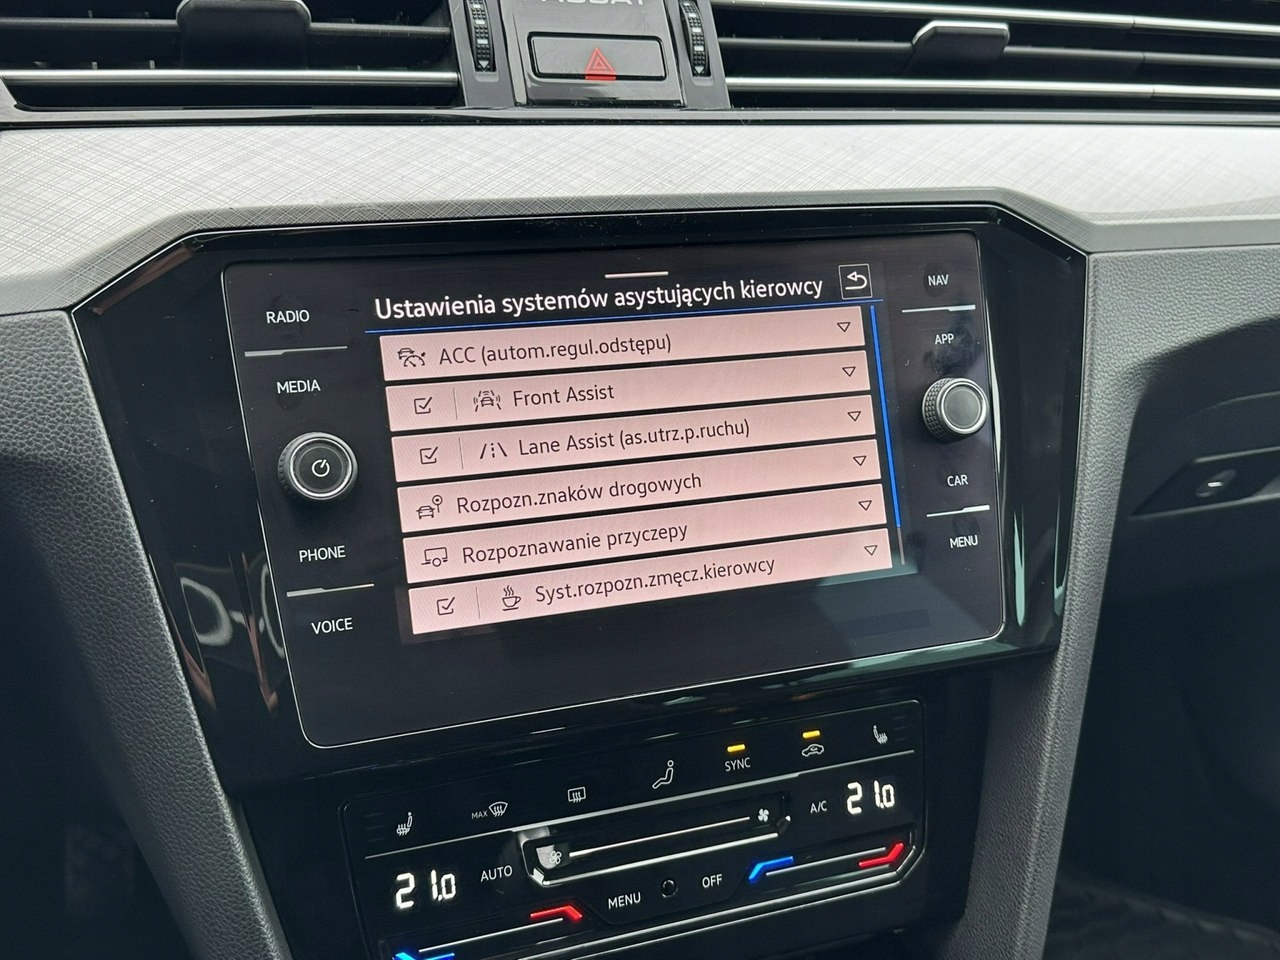 RADIO
MEDIA
PHONE
VOICE
Ustawienia systemów asystujących kierowcy
ACC (autom.regul.odstępu)
Front Assist
Lane Assist (as.utrz.p.ruchu)
Rozpozn.znaków drogowych
Rozpoznawanie przyczepy
Syst.rozpozn.zmęcz.kierowcy
NAV
APP
CAR
MENU
MAX
SYNC
21.0
AUTO
A/C
21.0
MENU
OFF